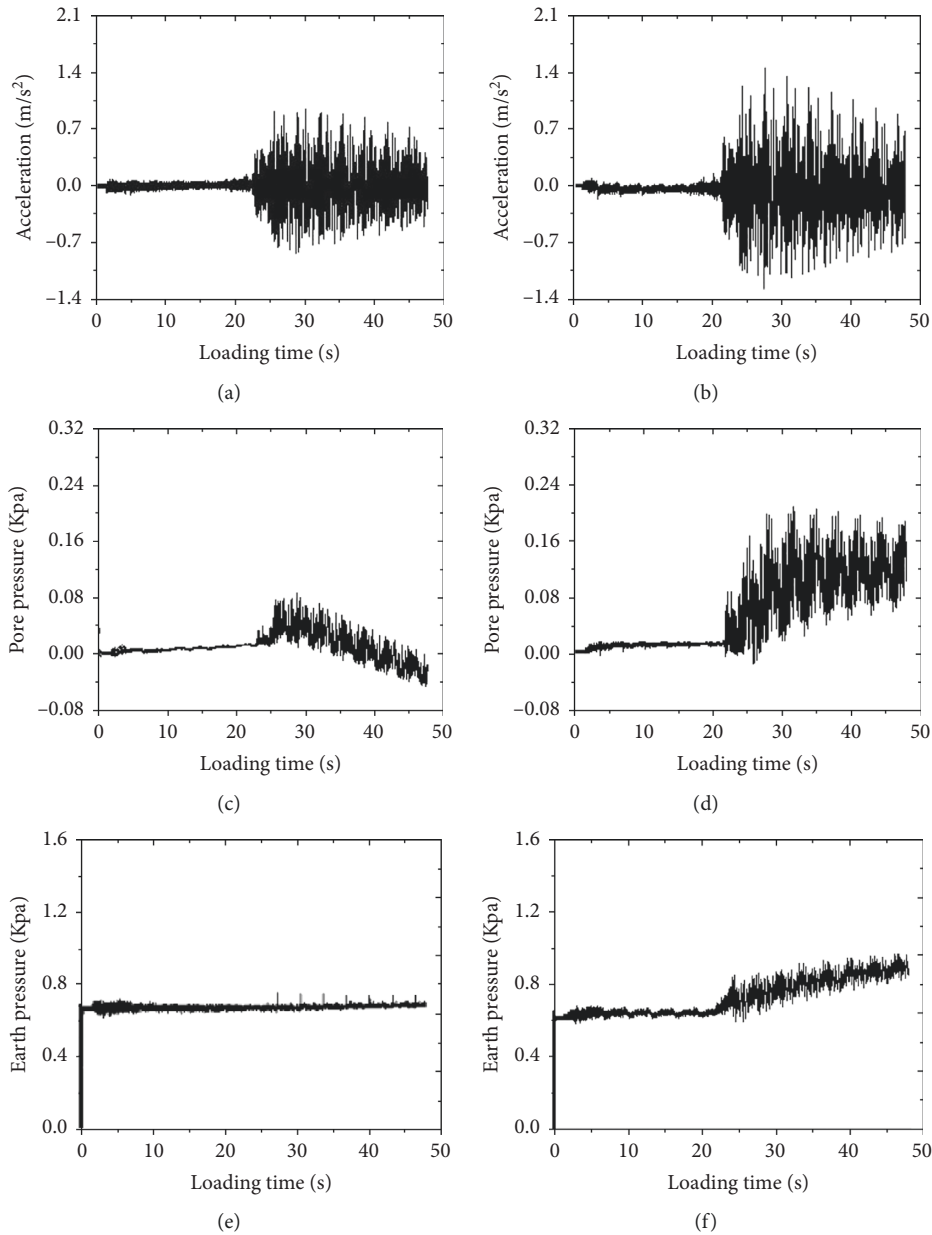 2.1
1.4
0.7
0.0
−0.7
−1.4
Acceleration (m/s²)
0 10 20 30 40 50
Loading time (s)
(a)
2.1
1.4
0.7
0.0
−0.7
−1.4
Acceleration (m/s²)
0 10 20 30 40 50
Loading time (s)
(b)
0.32
0.24
0.16
0.08
0.00
−0.08
Pore pressure (Kpa)
0 10 20 30 40 50
Loading time (s)
(c)
0.32
0.24
0.16
0.08
0.00
−0.08
Pore pressure (Kpa)
0 10 20 30 40 50
Loading time (s)
(d)
1.6
1.2
0.8
0.4
0.0
Earth pressure (Kpa)
0 10 20 30 40 50
Loading time (s)
(e)
1.6
1.2
0.8
0.4
0.0
Earth pressure (Kpa)
0 10 20 30 40 50
Loading time (s)
(f)